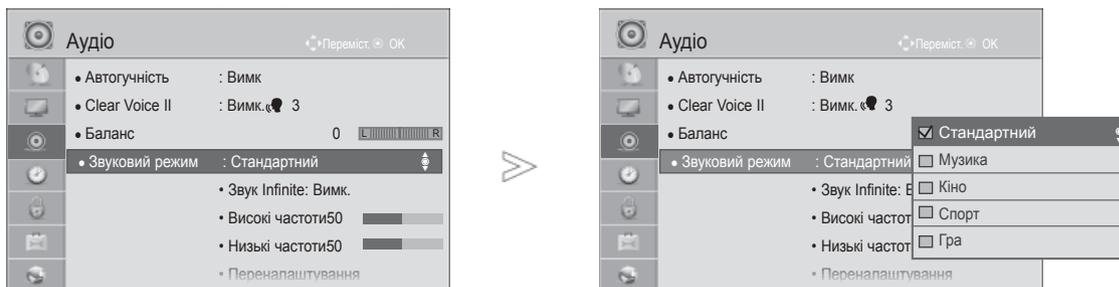 Аудіо Переміст. OK
• Автогучність : Вимк
• Clear Voice II : Вимк. 3
• Баланс 0 L R
• Звуковий режим : Стандартний
• Звук Infinite: Вимк.
• Високі частоти50
• Низькі частоти50
• Переналаштування
Аудіо Переміст. OK
• Автогучність : Вимк
• Clear Voice II : Вимк. 3
• Баланс
• Звуковий режим : Стандартний
• Звук Infinite: В
• Високі частот
• Низькі частот
• Переналаштування
Стандартний
Музика
Кіно
Спорт
Гра